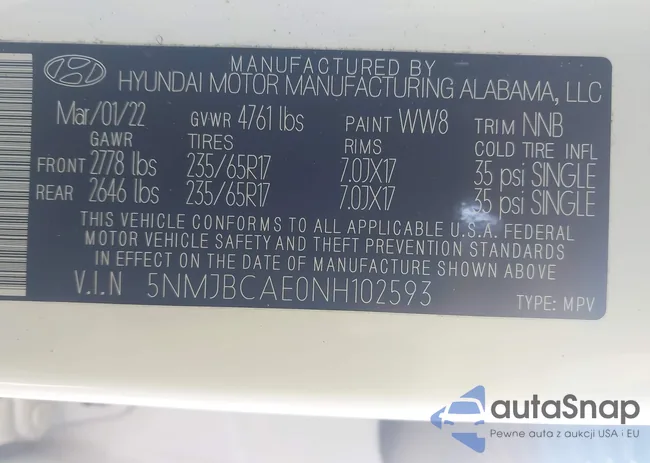 MANUFACTURED BY
HYUNDAI MOTOR MANUFACTURING ALABAMA, LLC
Mar/01/22 GVWR 4761 lbs PAINT WW8 TRIM NNB
GAWR TIRES RIMS COLD TIRE INFL
FRONT 2778 lbs 235/65R17 7.0JX17 35 psi SINGLE
REAR 2646 lbs 235/65R17 7.0JX17 35 psi SINGLE
THIS VEHICLE CONFORMS TO ALL APPLICABLE U.S.A. FEDERAL
MOTOR VEHICLE SAFETY AND THEFT PREVENTION STANDARDS
IN EFFECT ON THE DATE OF MANUFACTURE SHOWN ABOVE.
V.I.N 5NMJBCAE0NH102593 TYPE: MPV
autaSnap
Pewne auta z aukcji USA i EU